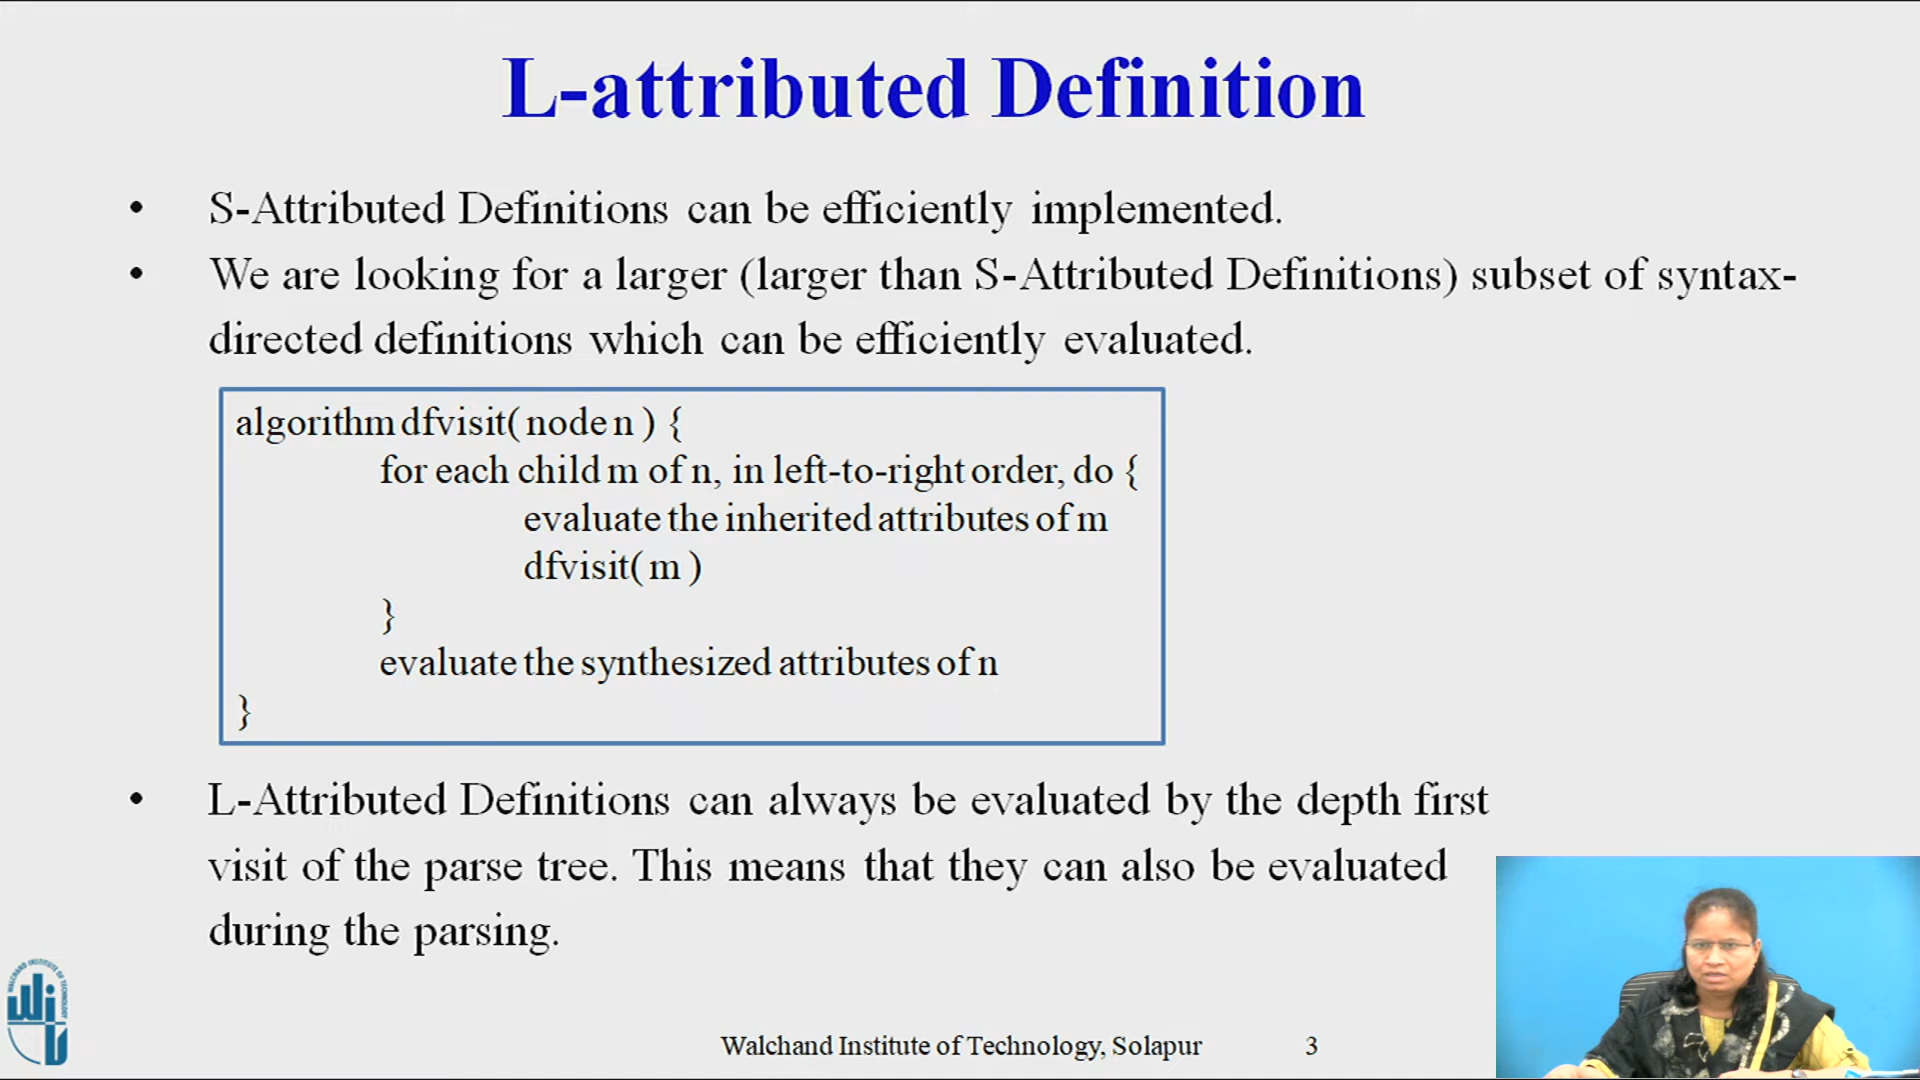 L-attributed Definition
• S-Attributed Definitions can be efficiently implemented.
• We are looking for a larger (larger than S-Attributed Definitions) subset of syntax-
directed definitions which can be efficiently evaluated.
algorithm dfvisit( node n ) {
for each child m of n, in left-to-right order, do {
evaluate the inherited attributes of m
dfvisit( m )
}
evaluate the synthesized attributes of n
}
• L-Attributed Definitions can always be evaluated by the depth first
visit of the parse tree. This means that they can also be evaluated
during the parsing.
WALCHAND INSTITUTE OF TECHNOLOGY
Walchand Institute of Technology, Solapur 3